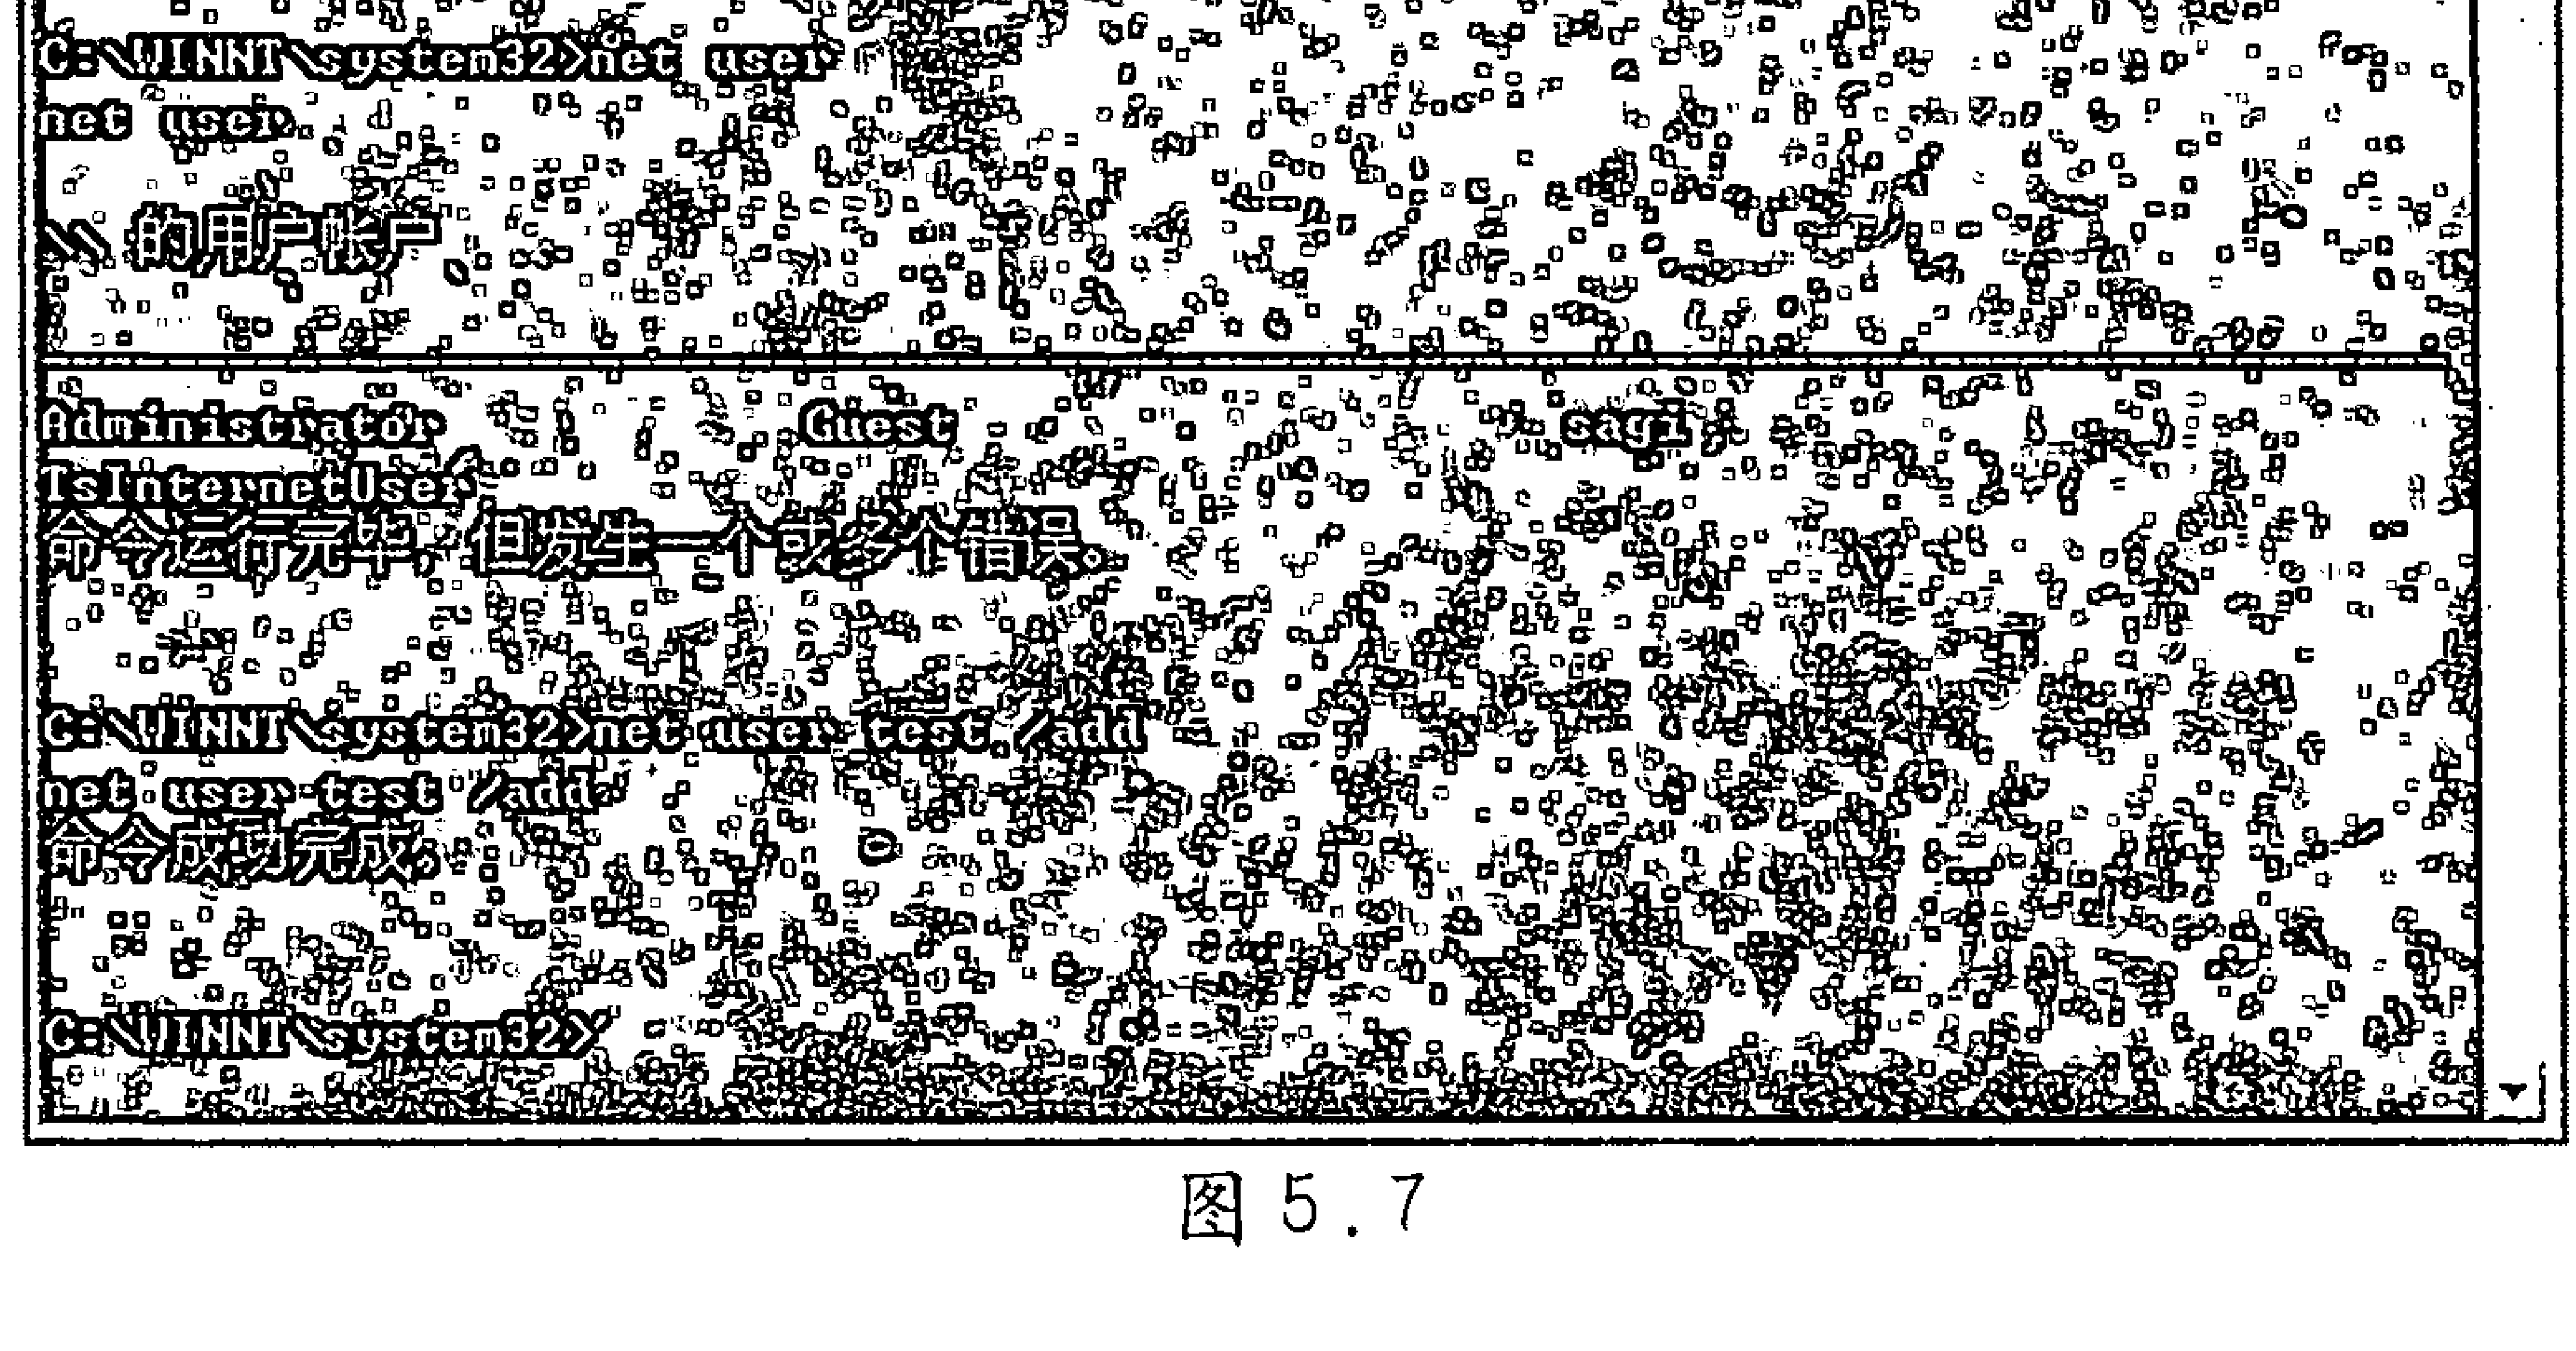 C:\WINNT\system32>net user
net user
\\ 的用户帐户
Administrator Guest sagi
TsInternetUser
命令运行完毕，但发生一个或多个错误。
C:\WINNT\system32>net user test /add
net user test /add
命令成功完成。
C:\WINNT\system32>
图 5.7